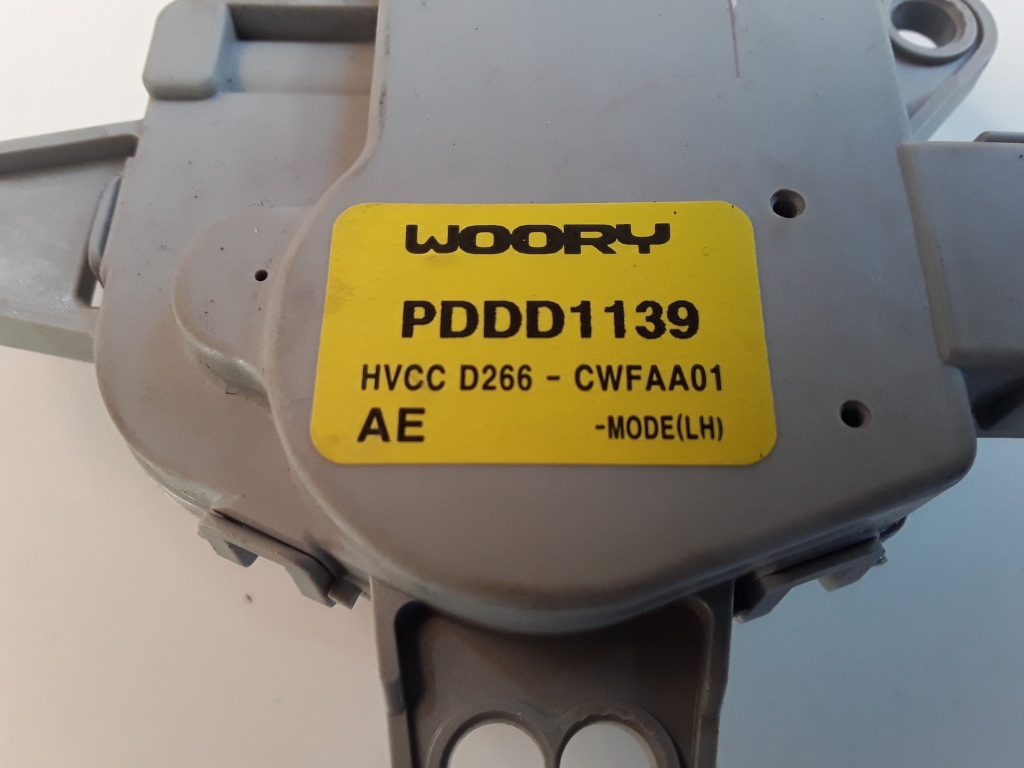 WOORY
PDDD1139
HVCC D266 - CWFAA01
AE -MODE(LH)